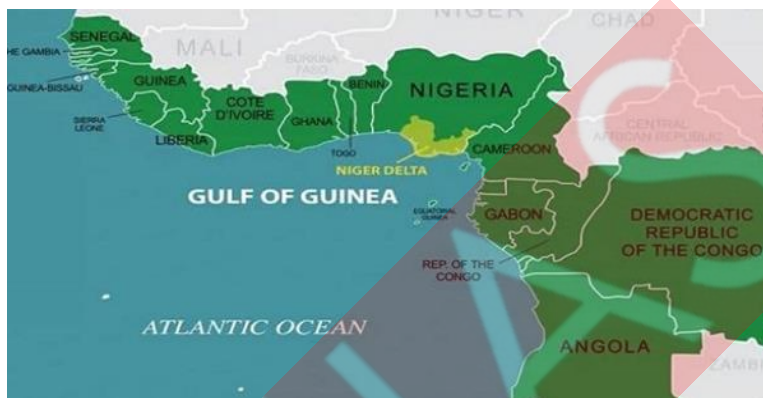 NIGER
CHAD
SENEGAL
MALI
HE GAMBIA
BURKINA
FASO
GUINEA
BENIN
NIGERIA
GUINEA-BISSAU
COTE
D'IVOIRE
GHANA
SIERRA
LEONE
CENTRAL
AFRICAN REPUBLIC
LIBERIA
TOGO
CAMEROON
NIGER DELTA
GULF OF GUINEA
EQUATORIAL
GUINEA
GABON
DEMOCRATIC
REPUBLIC
OF THE CONGO
REP. OF THE
CONGO
ATLANTIC OCEAN
ANGOLA
ZAMB